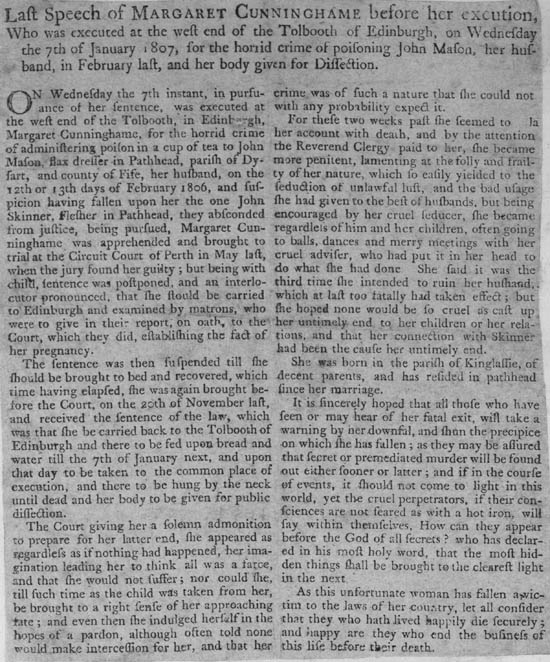 Laſt Speech of MARGARET CUNNINGHAME before her excution,
Who was executed at the weſt end of the Tolbooth of Edinburgh, on Wedneſday
the 7th of January 1807, for the horrid crime of poiſoning John Maſon, her huſ-
band, in February laſt, and her body given for Diſſection.
ON Wedneſday the 7th inſtant, in purſu-
ance of her ſentence, was executed at
the weſt end of the Tolbooth, in Edinburgh,
Margaret Cunninghame, for the horrid crime
of adminiſtering poiſon in a cup of tea to John
Maſon, flax dreſſer in Pathhead, pariſh of Dy-
ſart, and county of Fife, her huſband, on the
12th or 13th days of February 1806, and ſuſ-
picion having fallen upon her the one John
Skinner, Fleſher in Pathhead, they abſconded
from juſtice, being purſued, Margaret Cun-
ninghame was apprehended and brought to
trial at the Circuit Court of Perth in May laſt,
when the jury found her guilty; but being with
child, ſentence was poſtponed, and an interlo-
cutor pronounced, that ſhe ſhould be carried
to Edinburgh and examined by matrons, who
were to give in their report, on oath, to the
Court, which they did, eſtabliſhing the fact of
her pregnancy.
The ſentence was then ſuſpended till ſhe
ſhould be brought to bed and recovered, which
time having elapſed, ſhe was again brought be-
fore the Court, on the 20th of November laſt,
and received the ſentence of the law, which
was that ſhe be carried back to the Tolbooth of
Edinburgh and there to be fed upon bread and
water till the 7th of January next, and upon
that day to be taken to the common place of
execution, and there to be hung by the neck
until dead and her body to be given for public
diſſection.
The Court giving her a ſolemn admonition
to prepare for her latter end, ſhe appeared as
regardleſs as if nothing had happened, her ima-
gination leading her to think all was a farce,
and that ſhe would not ſuffer; nor could ſhe,
till ſuch time as the child was taken from her,
be brought to a right ſenſe of her approaching
fate; and even then ſhe indulged herſelf in the
hopes of a pardon, although often told none
would make interceſſion for her, and that her
crime was of ſuch a nature that ſhe could not
with any probability expect it.
For theſe two weeks paſt ſhe ſeemed to
her account with death, and by the attention
the Reverend Clergy paid to her, ſhe became
more penitent, lamenting at the folly and frail-
ty of her nature, which ſo eaſily yielded to the
ſeduction of unlawful luſt, and the bad uſage
ſhe had given to the beſt of huſbands, but being
encouraged by her cruel ſeducer, ſhe became
regardleſs of him and her children, often going
to balls, dances and merry meetings with her
cruel adviſer, who had put it in her head to
do what ſhe had done She ſaid it was the
third time ſhe intended to ruin her huſband,
which at laſt too fatally had taken effect; but
ſhe hoped none would be ſo cruel as caſt up
her untimely end to her children or her rela-
tions, and that her connection with Skinner
had been the cauſe her untimely end.
She was born in the pariſh of Kinglaſſie, of
decent parents, and has reſided in pathhead
since her marriage.
It is ſincerely hoped that all thoſe who have
ſeen or may hear of her fatal exit, will take a
warning by her downfal, and ſhun the precipice
on which ſhe has fallen; as they may be aſſured
that ſecret or premediated murder will be found
out either ſooner or latter; and if in the courſe
of events, it ſhould not come to light in this
world, yet the cruel perpetrators, if their con-
ſciences are not ſeared as with a hot iron, will
ſay within themſelves, How can they appear
before the God of all ſecrets? who has declar-
ed in his moſt holy word, that the moſt hid-
den things ſhall be brought to the cleareſt light
in the next
As this unfortunate woman has fallen a vic-
tim to the laws of her country, let all conſider
that they who hath lived happily die ſecurely;
and happy are they who end the buſineſs of
this life before their death.